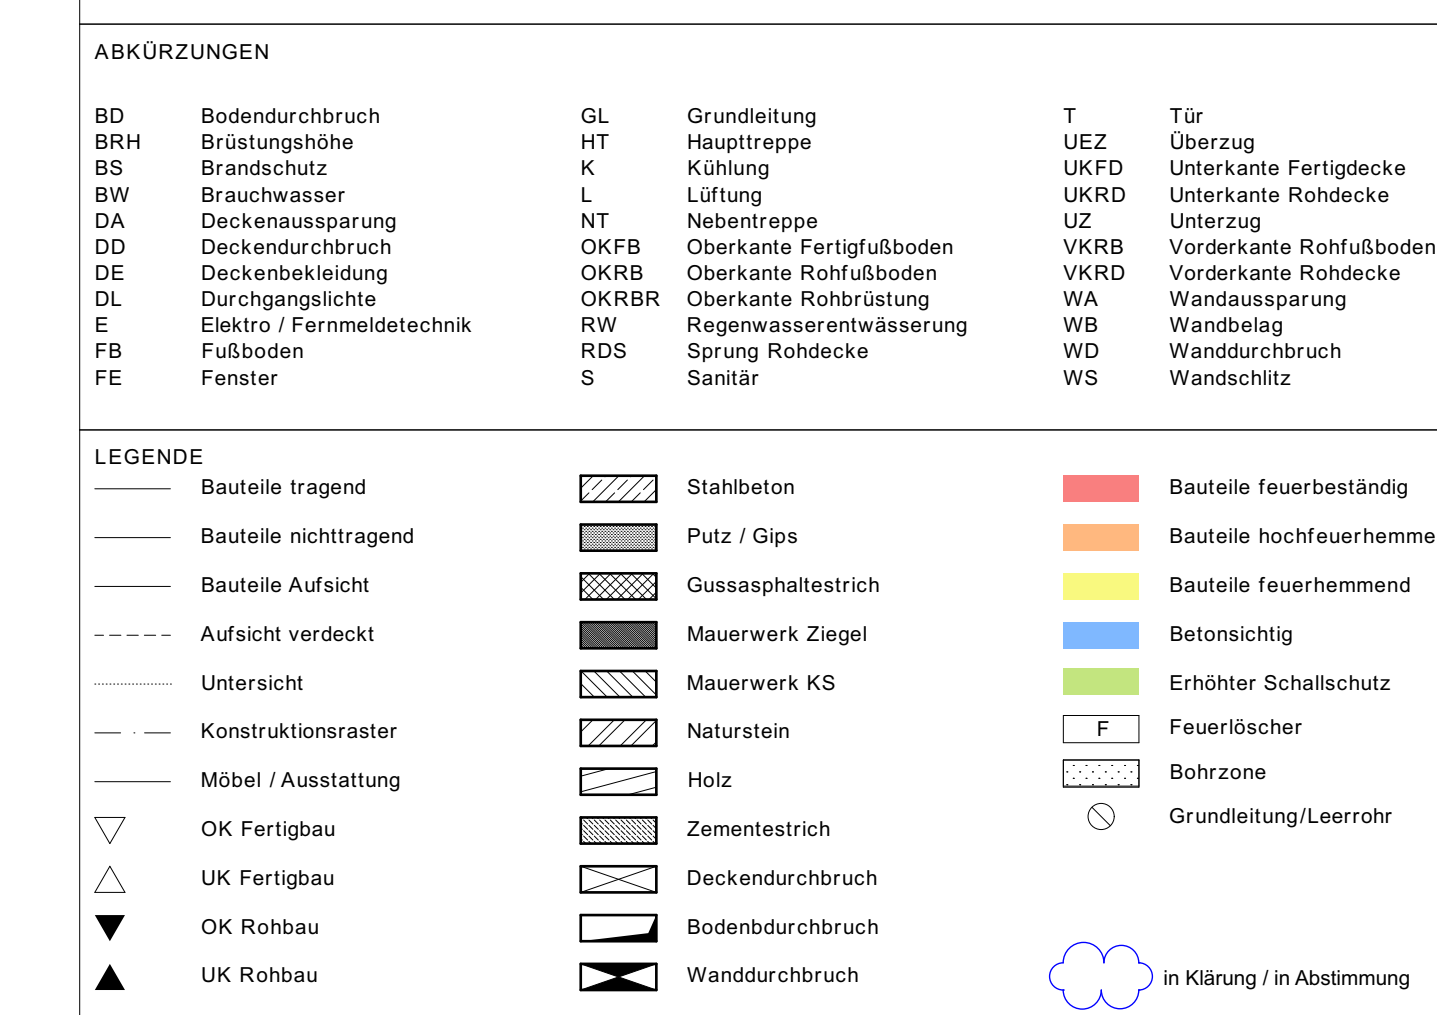 ABKÜRZUNGEN
BD Bodendurchbruch GL Grundleitung T Tür
BRH Brüstungshöhe HT Haupttreppe UEZ Überzug
BS Brandschutz K Kühlung UKFD Unterkante Fertigdecke
BW Brauchwasser L Lüftung UKRD Unterkante Rohdecke
DA Deckenaussparung NT Nebentreppe UZ Unterzug
DD Deckendurchbruch OKFB Oberkante Fertigfußboden VKRB Vorderkante Rohfußboden
DE Deckenbekleidung OKRB Oberkante Rohfußboden VKRD Vorderkante Rohdecke
DL Durchgangslichte OKRBR Oberkante Rohbrüstung WA Wandaussparung
E Elektro / Fernmeldetechnik RW Regenwasserentwässerung WB Wandbelag
FB Fußboden RDS Sprung Rohdecke WD Wanddurchbruch
FE Fenster S Sanitär WS Wandschlitz
LEGENDE
Bauteile tragend Stahlbeton Bauteile feuerbeständig
Bauteile nichttragend Putz / Gips Bauteile hochfeuerhemme
Bauteile Aufsicht Gussasphaltestrich Bauteile feuerhemmend
Aufsicht verdeckt Mauerwerk Ziegel Betonsichtig
Untersicht Mauerwerk KS Erhöhter Schallschutz
Konstruktionsraster Naturstein F Feuerlöscher
Möbel / Ausstattung Holz Bohrzone
OK Fertigbau Zementestrich Grundleitung/Leerrohr
UK Fertigbau Deckendurchbruch
OK Rohbau Bodenbdurchbruch
UK Rohbau Wanddurchbruch in Klärung / in Abstimmung